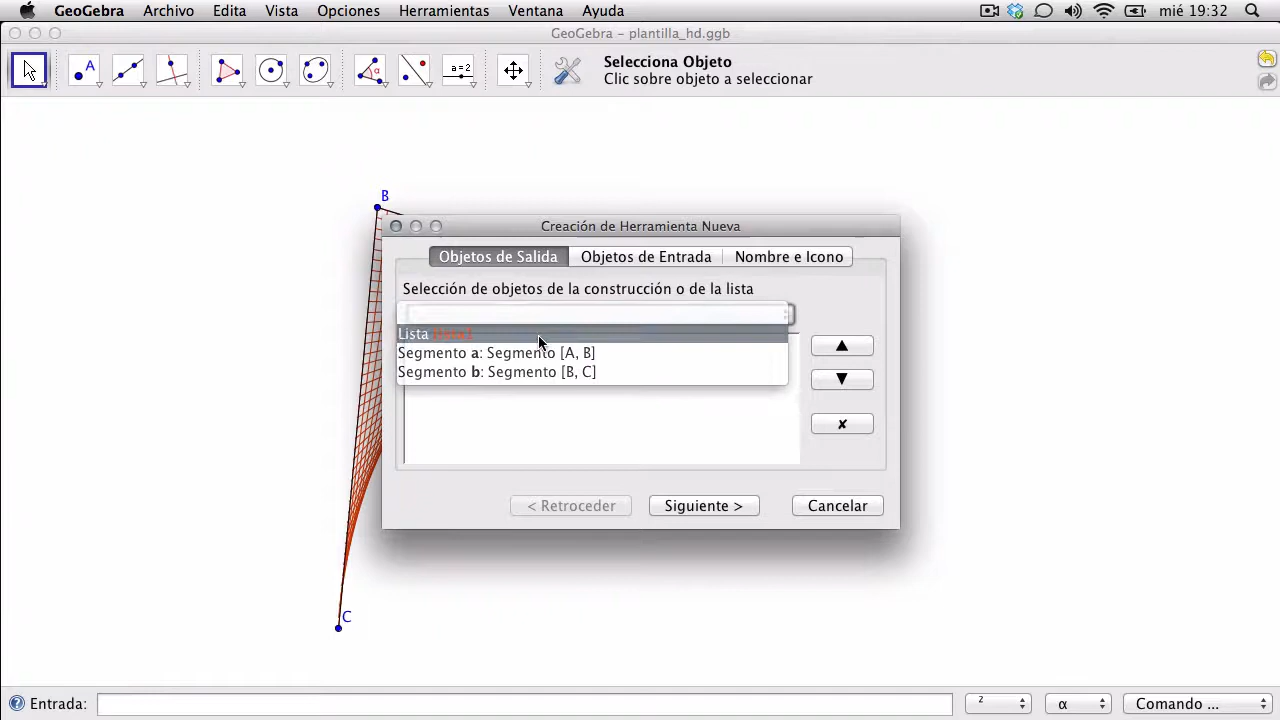 GeoGebra Archivo Edita Vista Opciones Herramientas Ventana Ayuda mié 19:32
GeoGebra - plantilla_hd.ggb
A
α
a=2
Selecciona Objeto
Clic sobre objeto a seleccionar
B
Creación de Herramienta Nueva
Objetos de Salida Objetos de Entrada Nombre e Icono
Selección de objetos de la construcción o de la lista
Lista
Segmento a: Segmento [A, B]
Segmento b: Segmento [B, C]
< Retroceder Siguiente > Cancelar
C
Entrada: ² α Comando ...